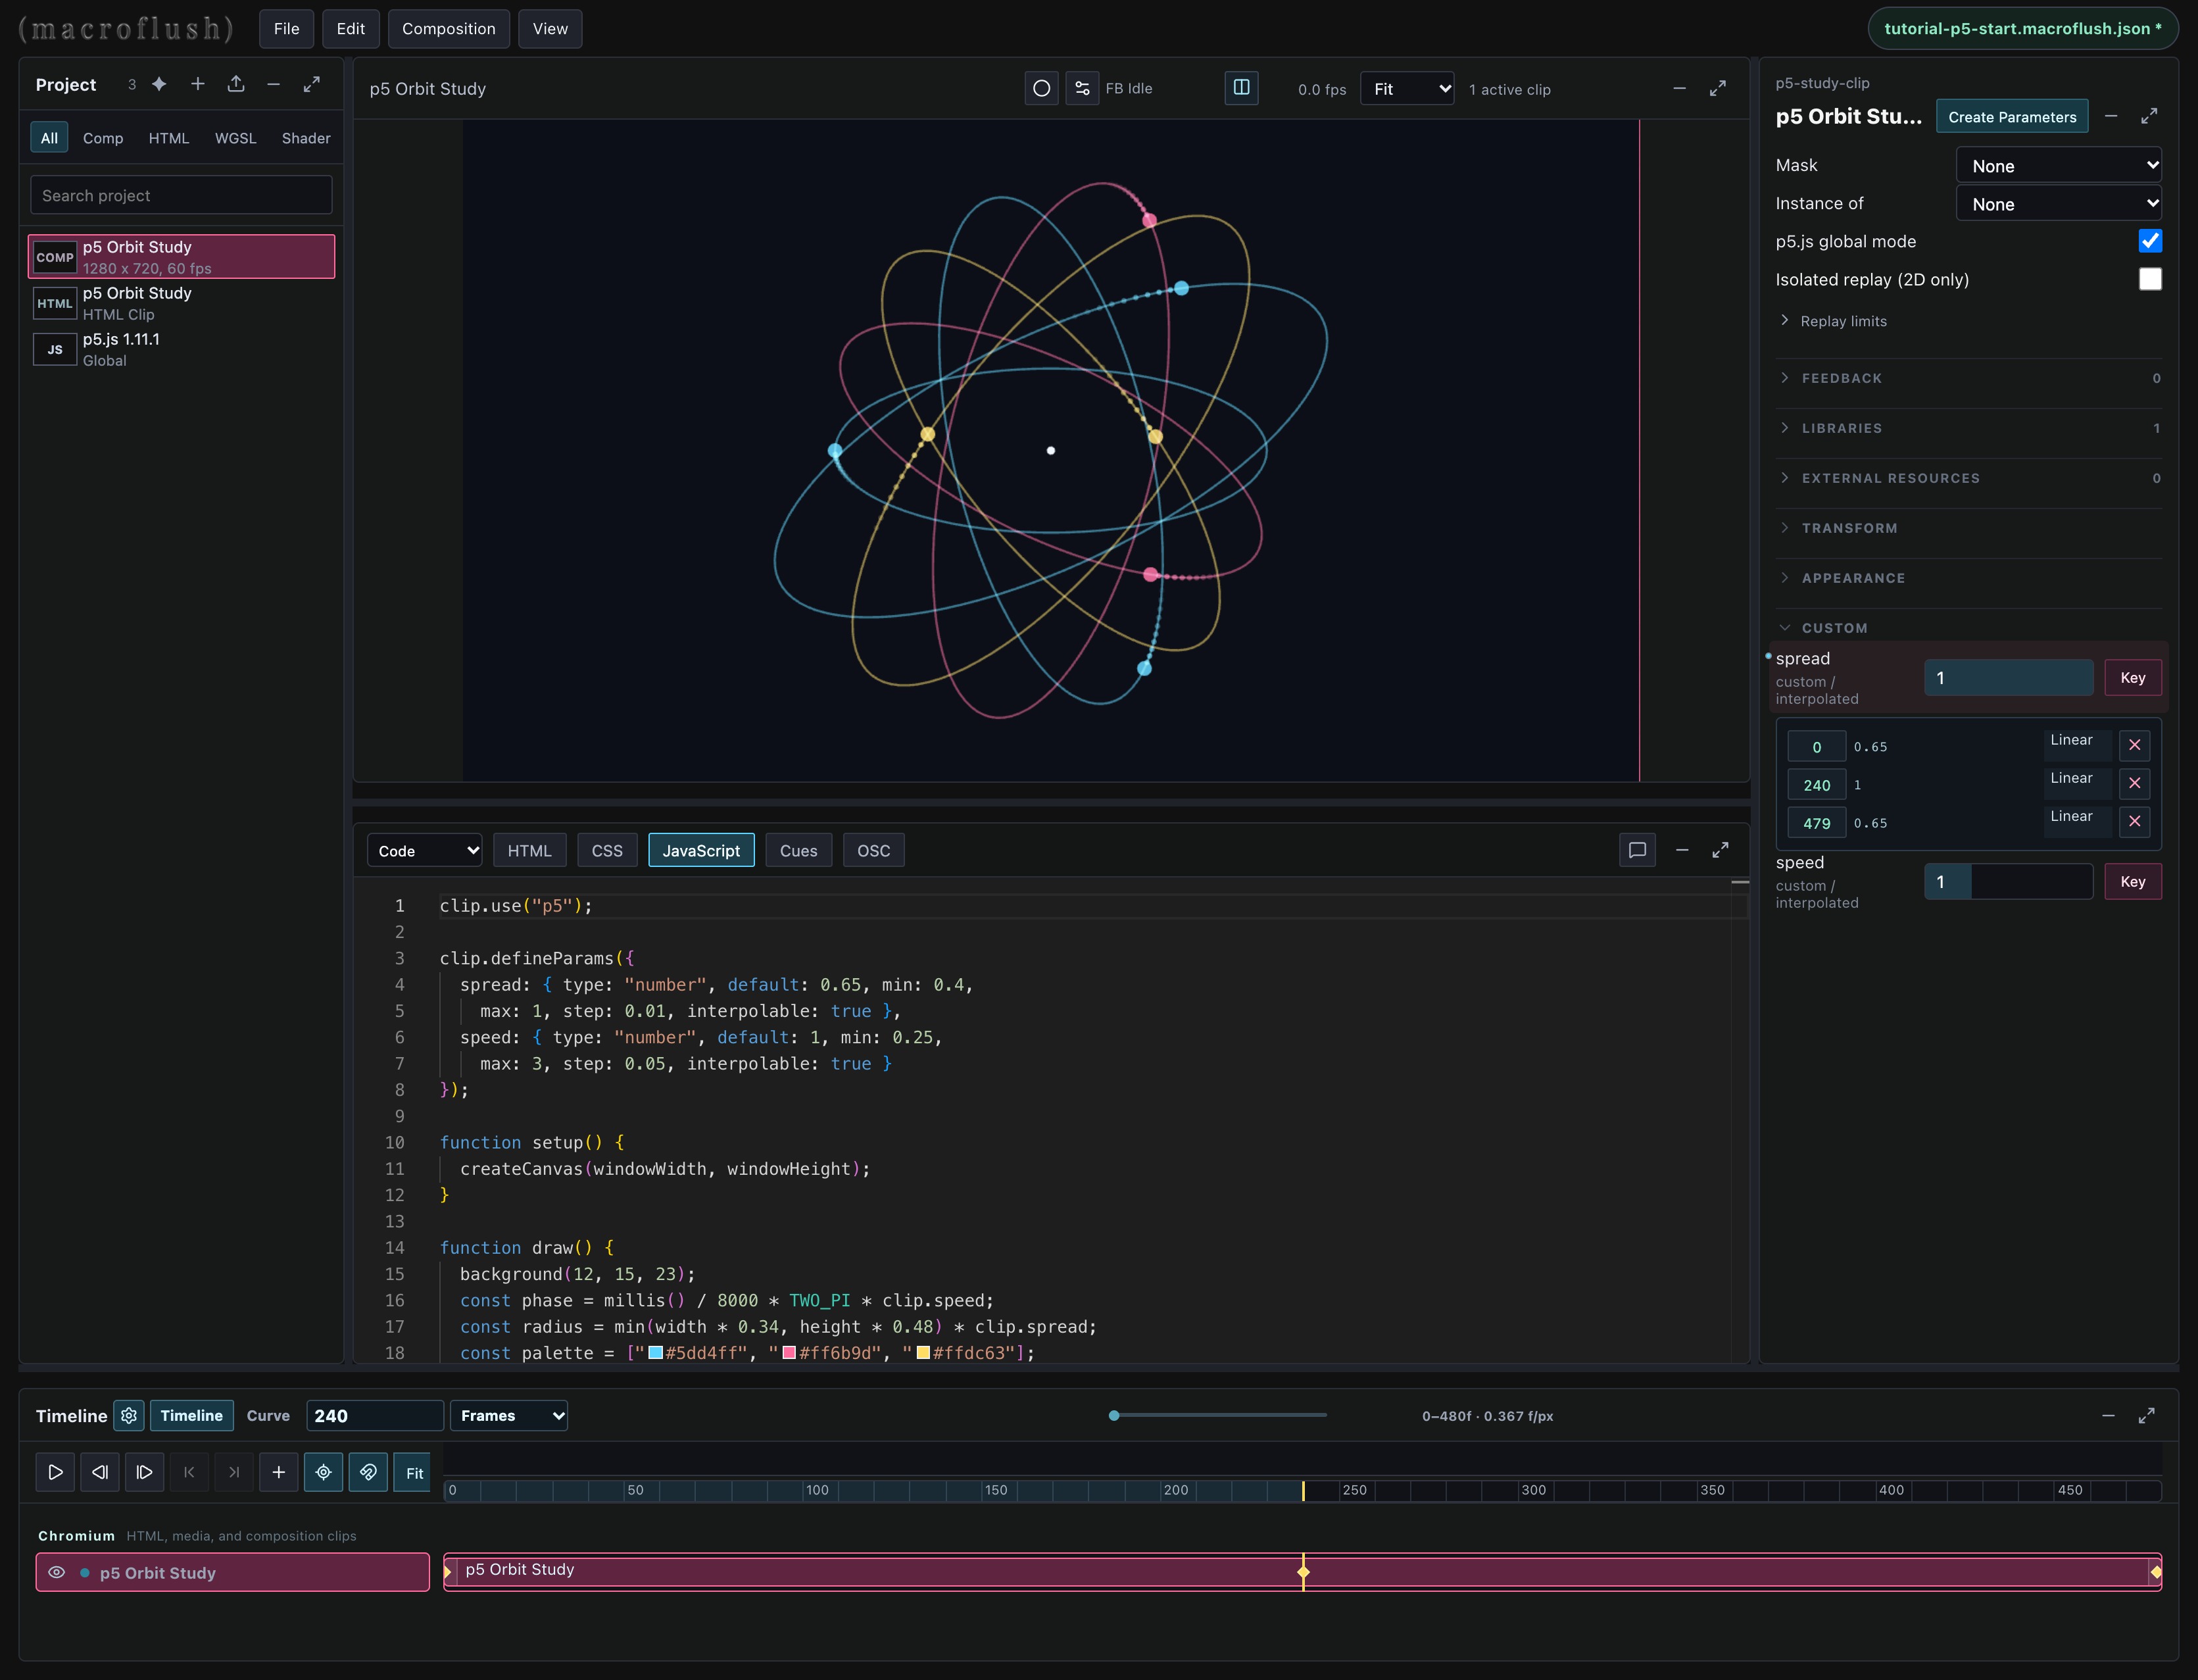 (macroflush)
File
Edit
Composition
View
tutorial-p5-start.macroflush.json *
Project
3
All
Comp
HTML
WGSL
Shader
Search project
COMP
p5 Orbit Study
1280 x 720, 60 fps
HTML
p5 Orbit Study
HTML Clip
JS
p5.js 1.11.1
Global
p5 Orbit Study
FB Idle
0.0 fps
Fit
1 active clip
p5-study-clip
p5 Orbit Stu...
Create Parameters
Mask
None
Instance of
None
p5.js global mode
Isolated replay (2D only)
Replay limits
FEEDBACK
0
LIBRARIES
1
EXTERNAL RESOURCES
0
TRANSFORM
APPEARANCE
CUSTOM
spread
custom /
interpolated
1
Key
0
0.65
Linear
240
1
Linear
479
0.65
Linear
speed
custom /
interpolated
1
Key
Code
HTML
CSS
JavaScript
Cues
OSC
1 clip.use("p5");
2
3 clip.defineParams({
4 spread: { type: "number", default: 0.65, min: 0.4,
5 max: 1, step: 0.01, interpolable: true },
6 speed: { type: "number", default: 1, min: 0.25,
7 max: 3, step: 0.05, interpolable: true }
8 });
9
10 function setup() {
11 createCanvas(windowWidth, windowHeight);
12 }
13
14 function draw() {
15 background(12, 15, 23);
16 const phase = millis() / 8000 * TWO_PI * clip.speed;
17 const radius = min(width * 0.34, height * 0.48) * clip.spread;
18 const palette = ["#5dd4ff", "#ff6b9d", "#ffdc63"];
Timeline
Timeline
Curve
240
Frames
0–480f · 0.367 f/px
Fit
0
50
100
150
200
250
300
350
400
450
Chromium
HTML, media, and composition clips
p5 Orbit Study
p5 Orbit Study